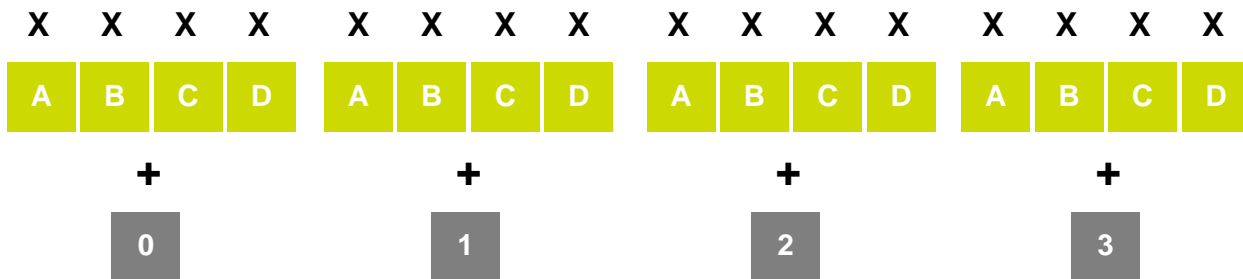 X X X X X X X X X X X X X X X X
A B C D A B C D A B C D A B C D
+ + + +
0 1 2 3